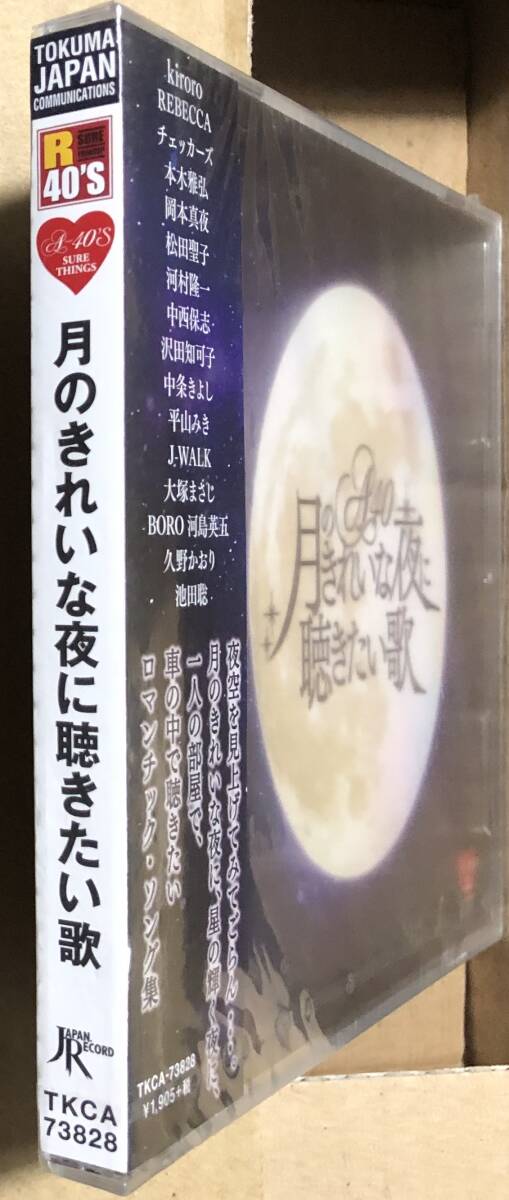 TOKUMA
JAPAN
COMMUNICATIONS
R
SURE
THINGS!
40'S
A-40'S
SURE
THINGS
月のきれいな夜に聴きたい歌
JAPAN
RECORD
TKCA
73828
kiroro
REBECCA
チェッカーズ
本木雅弘
岡本真夜
松田聖子
河村隆一
中西保志
沢田知可子
中条きよし
平山みき
J-WALK
大塚まさじ
BORO 河島英五
久野かおり
池田聡
夜空を見上げてみてごらん・・・。
月のきれいな夜に、星の輝く夜に、
一人の部屋で、
車の中で聴きたい
ロマンチック・ソング集
TKCA-73828
¥1,905+税
A40
月のきれいな夜に
聴きたい歌